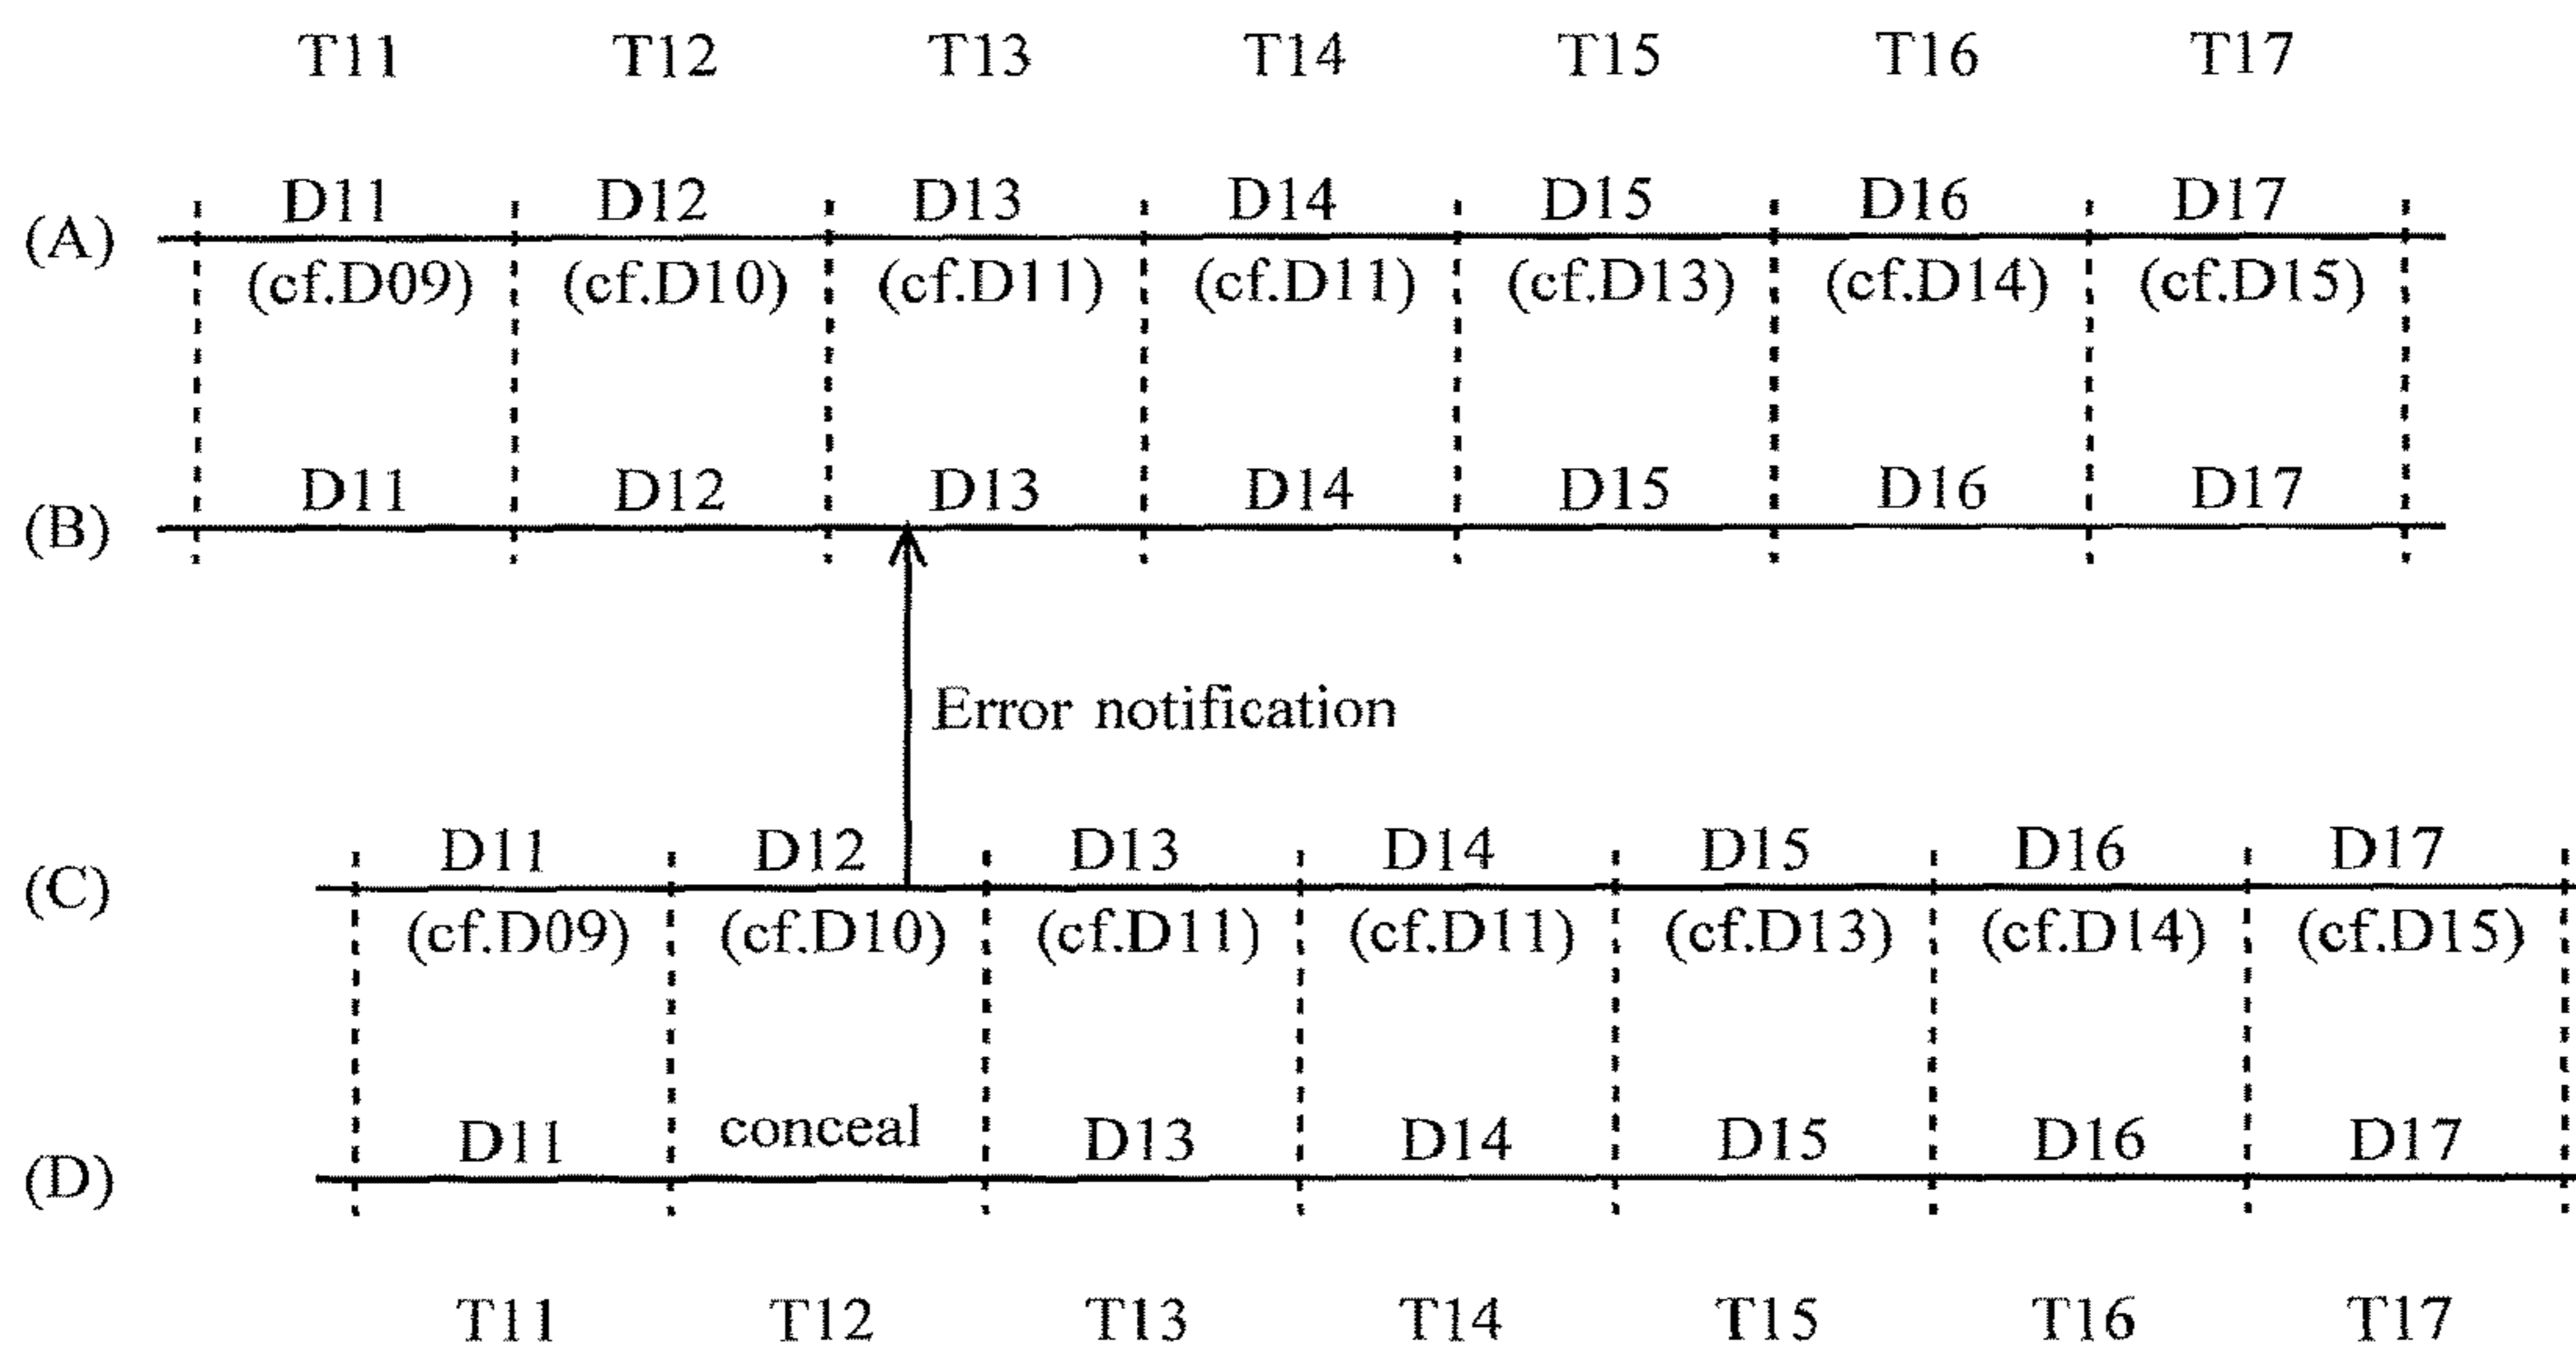 T11 T12 T13 T14 T15 T16 T17
D11 D12 D13 D14 D15 D16 D17
(A)
(cf.D09) (cf.D10) (cf.D11) (cf.D11) (cf.D13) (cf.D14) (cf.D15)
D11 D12 D13 D14 D15 D16 D17
(B)
Error notification
D11 D12 D13 D14 D15 D16 D17
(C)
(cf.D09) (cf.D10) (cf.D11) (cf.D11) (cf.D13) (cf.D14) (cf.D15)
D11 conceal D13 D14 D15 D16 D17
(D)
T11 T12 T13 T14 T15 T16 T17